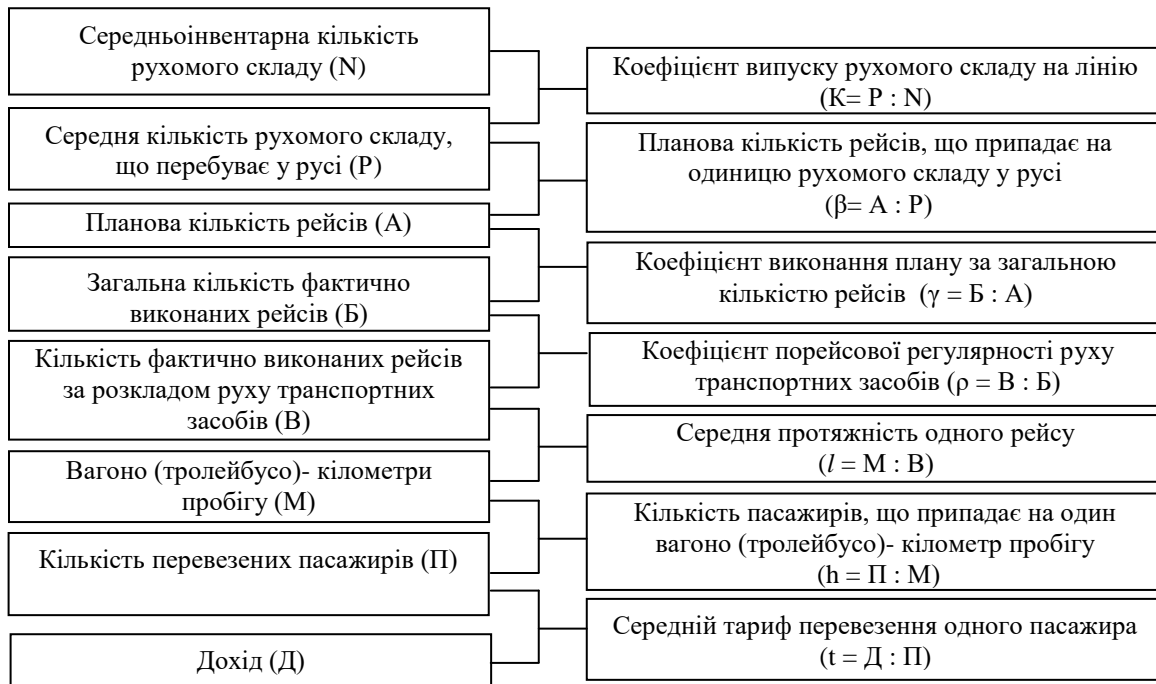 Середньоінвентарна кількість
рухомого складу (N)
Середня кількість рухомого складу,
що перебуває у русі (Р)
Планова кількість рейсів (А)
Загальна кількість фактично
виконаних рейсів (Б)
Кількість фактично виконаних рейсів
за розкладом руху транспортних
засобів (В)
Вагоно (тролейбусо)- кілометри
пробігу (М)
Кількість перевезених пасажирів (П)
Дохід (Д)
Коефіцієнт випуску рухомого складу на лінію
(К= Р : N)
Планова кількість рейсів, що припадає на
одиницю рухомого складу у русі
(β= А : Р)
Коефіцієнт виконання плану за загальною
кількістю рейсів (γ = Б : А)
Коефіцієнт порейсової регулярності руху
транспортних засобів (ρ = В : Б)
Середня протяжність одного рейсу
(l = М : В)
Кількість пасажирів, що припадає на один
вагоно (тролейбусо)- кілометр пробігу
(h = П : М)
Середній тариф перевезення одного пасажира
(t = Д : П)